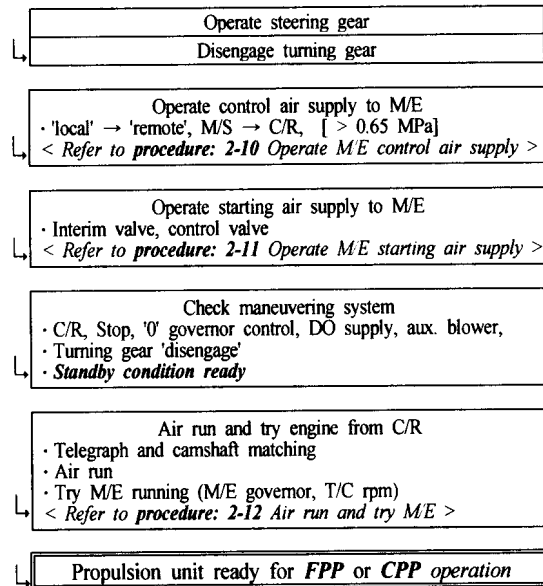 Operate steering gear
Disengage turning gear
Operate control air supply to M/E
· 'local' → 'remote', M/S → C/R, [ > 0.65 MPa]
< Refer to procedure: 2-10 Operate M/E control air supply >
Operate starting air supply to M/E
· Interim valve, control valve
< Refer to procedure: 2-11 Operate M/E starting air supply >
Check maneuvering system
· C/R, Stop, '0' governor control, DO supply, aux. blower,
· Turning gear 'disengage'
· Standby condition ready
Air run and try engine from C/R
· Telegraph and camshaft matching
· Air run
· Try M/E running (M/E governor, T/C rpm)
< Refer to procedure: 2-12 Air run and try M/E >
Propulsion unit ready for FPP or CPP operation